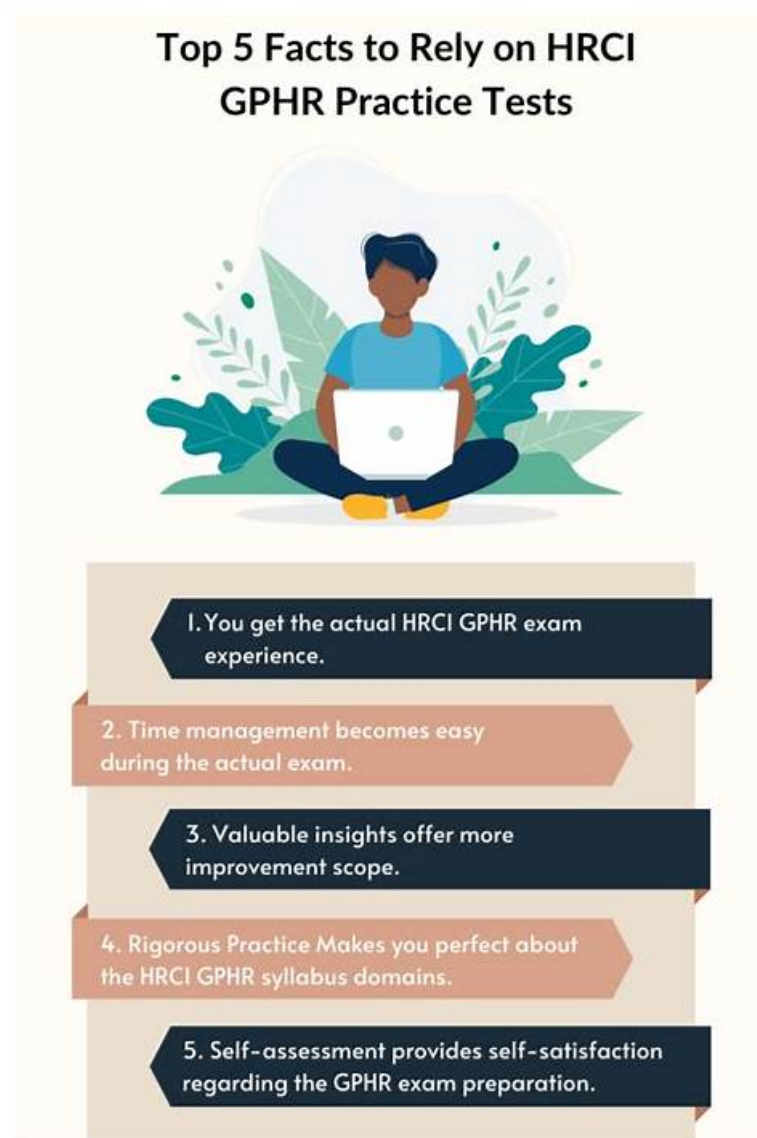 Top 5 Facts to Rely on HRCI
GPHR Practice Tests
1. You get the actual HRCI GPHR exam
experience.
2. Time management becomes easy
during the actual exam.
3. Valuable insights offer more
improvement scope.
4. Rigorous Practice Makes you perfect about
the HRCI GPHR syllabus domains.
5. Self-assessment provides self-satisfaction
regarding the GPHR exam preparation.